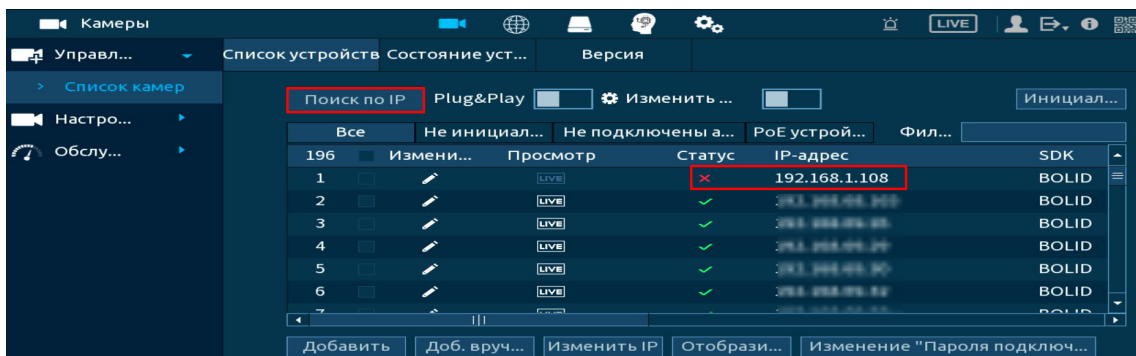 Камеры LIVE
Управл... Список устройств Состояние уст... Версия
> Список камер
Поиск по IP Plug&Play Изменить ... Инициал...
Настро...
Все Не инициал... Не подключены а... PoE устрой... Фил...
Обслу...
196 Измени... Просмотр Статус IP-адрес SDK
1 LIVE 192.168.1.108 BOLID
2 LIVE BOLID
3 LIVE BOLID
4 LIVE BOLID
5 LIVE BOLID
6 LIVE BOLID
7 BOLID
Добавить Доб. вруч... Изменить IP Отобрази... Изменение "Пароля подключ...